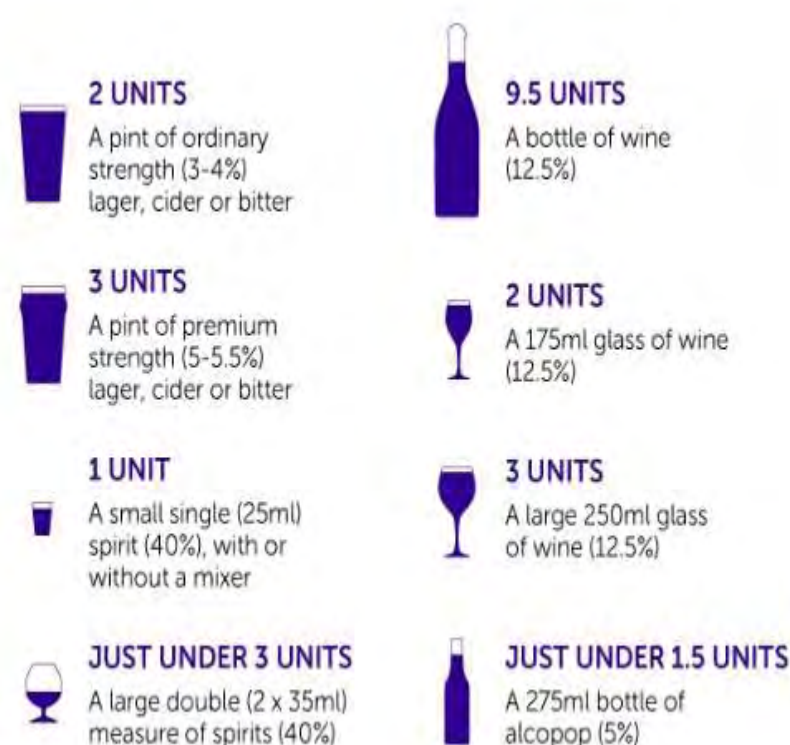 2 UNITS
A pint of ordinary
strength (3-4%)
lager, cider or bitter
3 UNITS
A pint of premium
strength (5-5.5%)
lager, cider or bitter
1 UNIT
A small single (25ml)
spirit (40%), with or
without a mixer
JUST UNDER 3 UNITS
A large double (2 x 35ml)
measure of spirits (40%)
9.5 UNITS
A bottle of wine
(12.5%)
2 UNITS
A 175ml glass of wine
(12.5%)
3 UNITS
A large 250ml glass
of wine (12.5%)
JUST UNDER 1.5 UNITS
A 275ml bottle of
alcopop (5%)